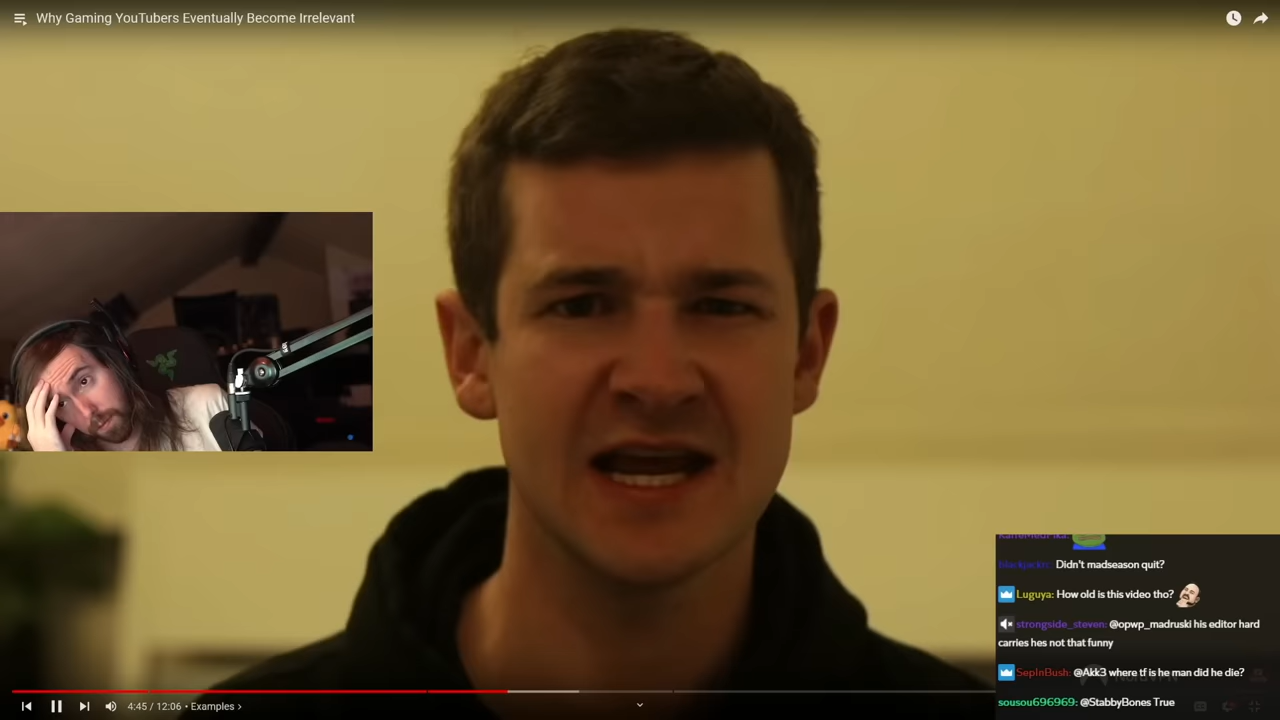 Why Gaming YouTubers Eventually Become Irrelevant
Didn't madseason quit?
Luguya: How old is this video tho?
strongside_steven: @opwp_madruski his editor hard
carries hes not that funny
SepInBush: @Akk3 where tf is he man did he die?
sousou696969: @StabbyBones True
4:45 / 12:06 • Examples >